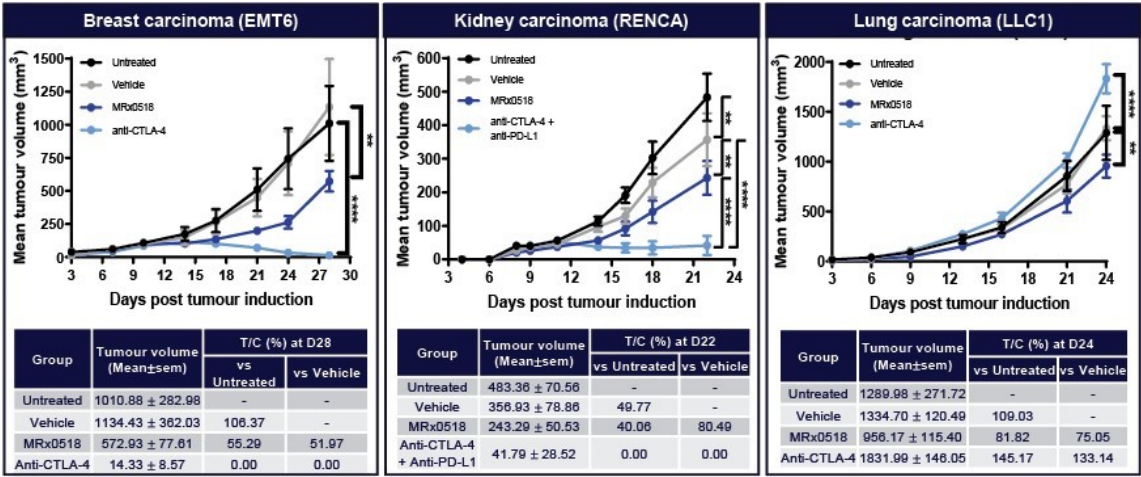 Breast carcinoma (EMT6)
Mean tumour volume (mm³)
1500
1250
1000
750
500
250
0
Untreated
Vehicle
MRx0518
anti-CTLA-4
**
****
3 6 9 12 15 18 21 24 27 30
Days post tumour induction
Group Tumour volume (Mean±sem) T/C (%) at D28
vs Untreated vs Vehicle
Untreated 1010.88 ± 282.98 - -
Vehicle 1134.43 ± 362.03 106.37 -
MRx0518 572.93 ± 77.61 55.29 51.97
Anti-CTLA-4 14.33 ± 8.57 0.00 0.00
Kidney carcinoma (RENCA)
Mean tumour volume (mm³)
600
500
400
300
200
100
0
Untreated
Vehicle
MRx0518
anti-CTLA-4 +
anti-PD-L1
**
**
****
****
4 6 9 11 14 16 19 21 24
Days post tumour induction
Group Tumour volume (Mean±sem) T/C (%) at D22
vs Untreated vs Vehicle
Untreated 483.36 ± 70.56 - -
Vehicle 356.93 ± 78.86 49.77 -
MRx0518 243.29 ± 50.53 40.06 80.49
Anti-CTLA-4
+ Anti-PD-L1 41.79 ± 28.52 0.00 0.00
Lung carcinoma (LLC1)
Mean tumour volume (mm³)
2000
1500
1000
500
0
Untreated
Vehicle
MRx0518
anti-CTLA-4
****
**
3 6 9 12 15 18 21 24
Days post tumour induction
Group Tumour volume (Mean±sem) T/C (%) at D24
vs Untreated vs Vehicle
Untreated 1289.98 ± 271.72 - -
Vehicle 1334.70 ± 120.49 109.03 -
MRx0518 956.17 ± 115.40 81.82 75.05
Anti-CTLA-4 1831.99 ± 146.05 145.17 133.14